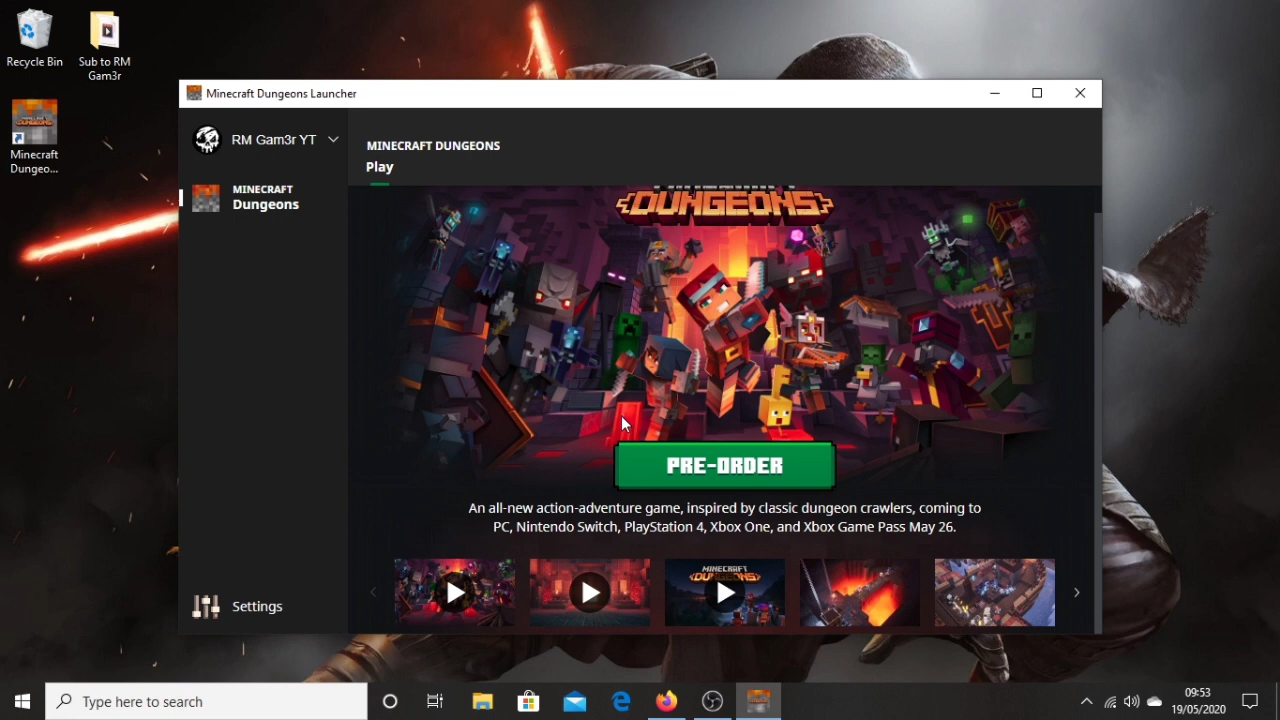 Recycle Bin
Sub to RM
Gam3r
Minecraft
Dungeo...
Minecraft Dungeons Launcher
RM Gam3r YT
MINECRAFT
Dungeons
Settings
MINECRAFT DUNGEONS
Play
DUNGEONS
PRE-ORDER
An all-new action-adventure game, inspired by classic dungeon crawlers, coming to
PC, Nintendo Switch, PlayStation 4, Xbox One, and Xbox Game Pass May 26.
MINECRAFT
DUNGEONS
Type here to search
09:53
19/05/2020